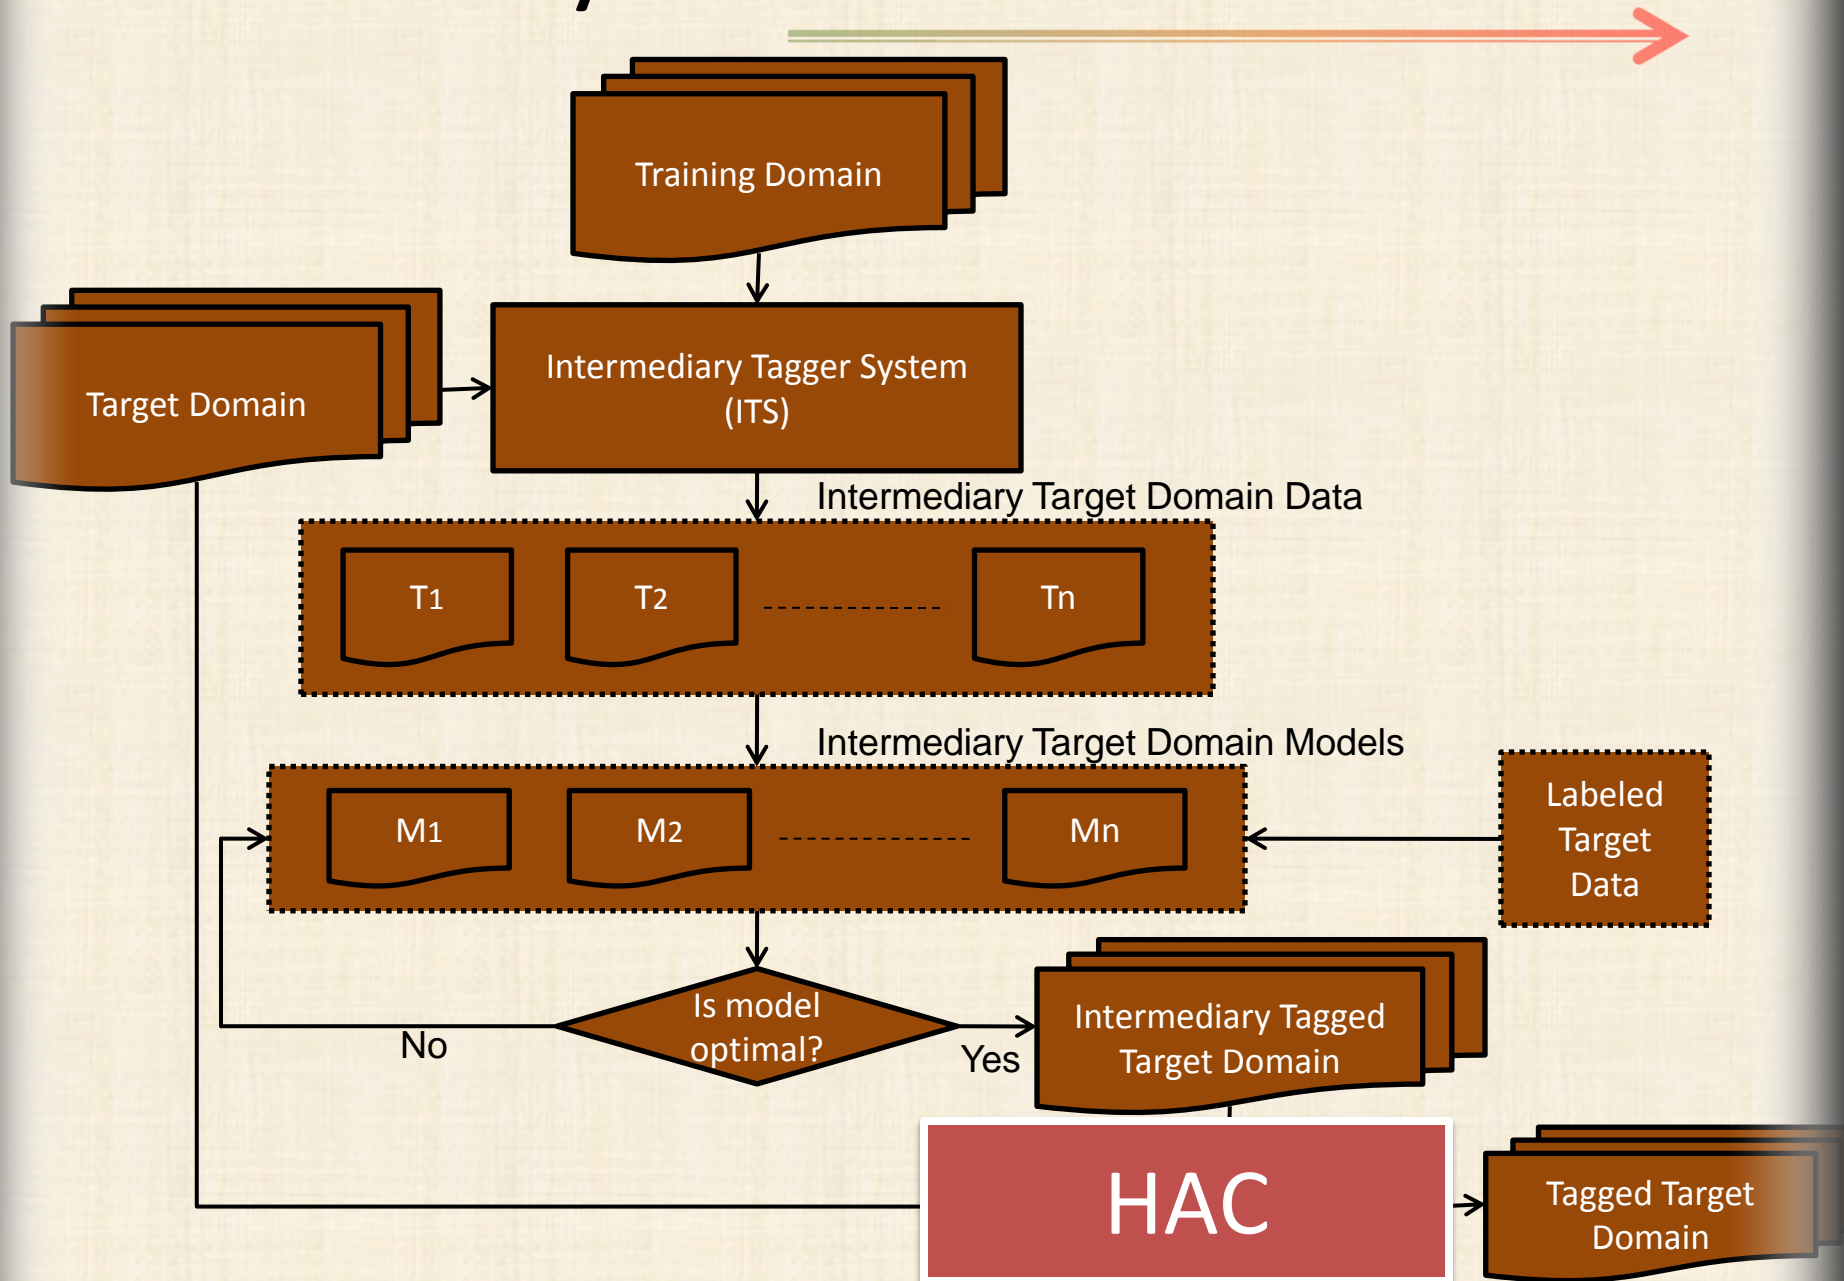 Training Domain
Target Domain
Intermediary Tagger System
(ITS)
Intermediary Target Domain Data
T1
T2
Tn
Intermediary Target Domain Models
M1
M2
Mn
Labeled
Target
Data
Is model
optimal?
No
Yes
Intermediary Tagged
Target Domain
HAC
Tagged Target
Domain